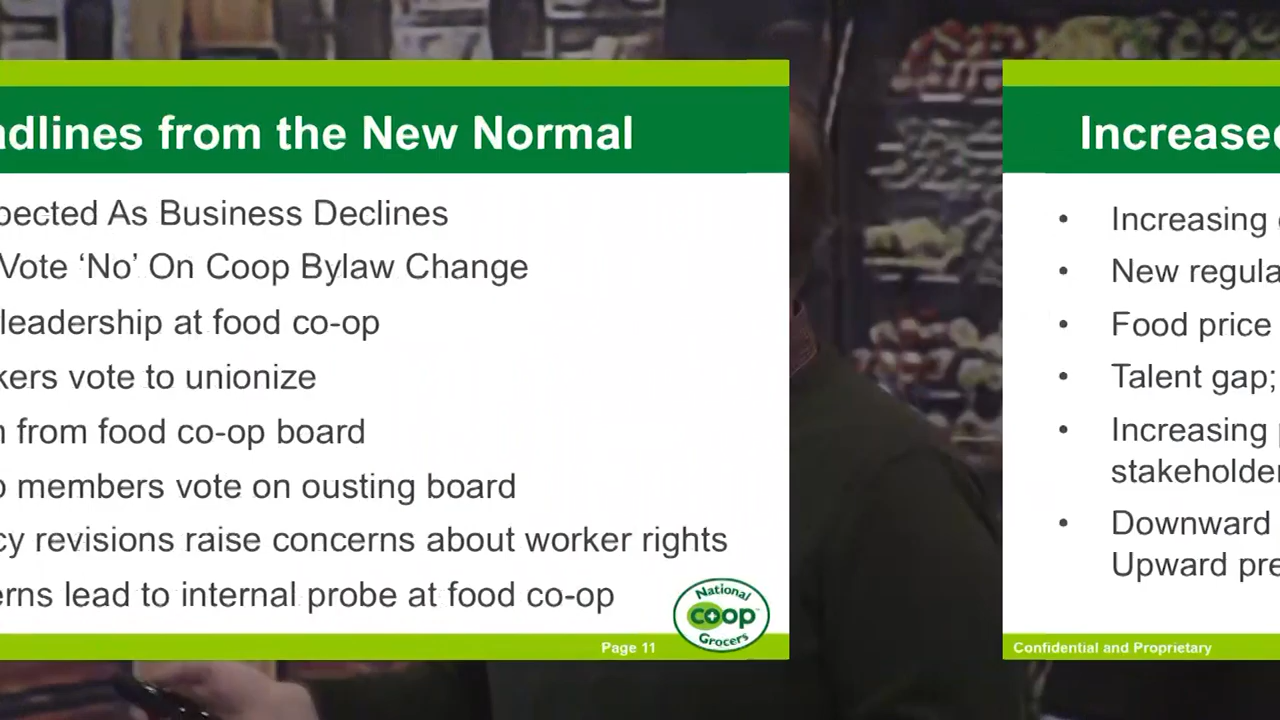 dlines from the New Normal
pected As Business Declines
Vote ‘No’ On Coop Bylaw Change
leadership at food co-op
kers vote to unionize
from food co-op board
members vote on ousting board
cy revisions raise concerns about worker rights
erns lead to internal probe at food co-op
National
coop
Grocers
Page 11
Increased
Increasing
New regula
Food price
Talent gap;
Increasing
stakeholder
Downward
Upward pre
Confidential and Proprietary